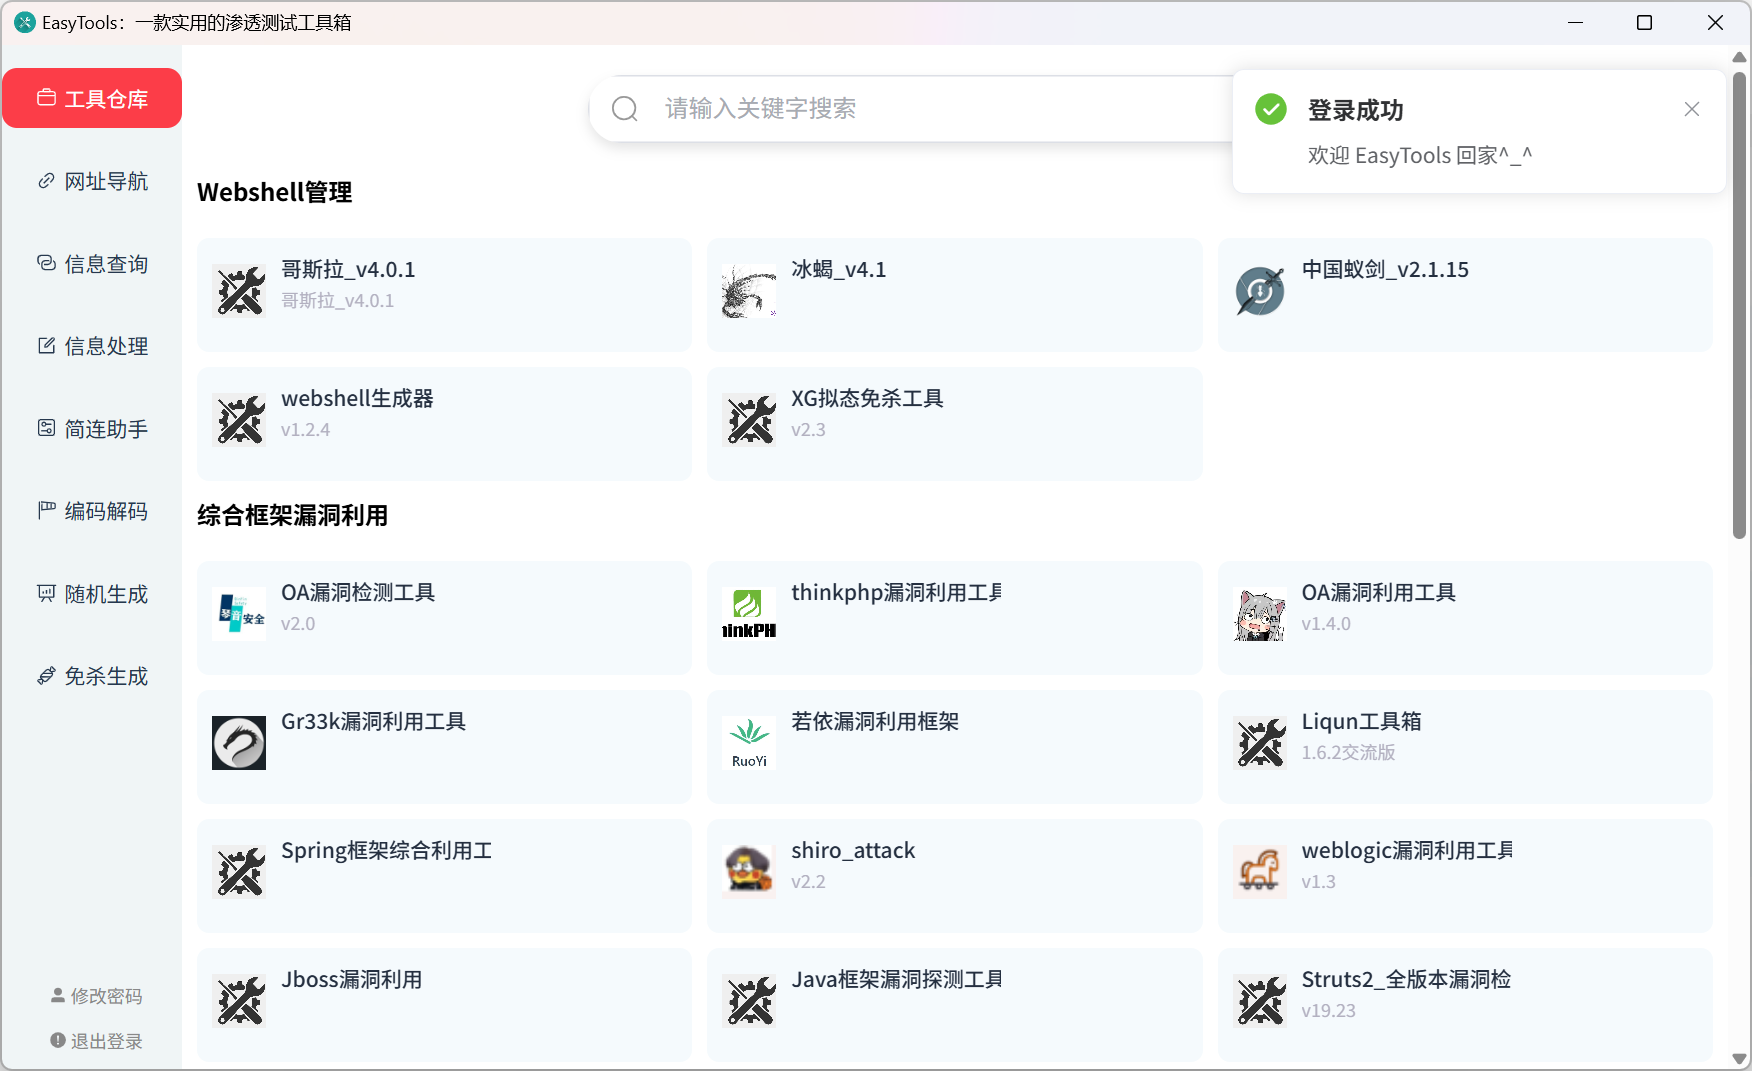 EasyTools：一款实用的渗透测试工具箱
工具仓库
网址导航
信息查询
信息处理
简连助手
编码解码
随机生成
免杀生成
修改密码
退出登录
请输入关键字搜索
登录成功
欢迎 EasyTools 回家^_^
Webshell管理
哥斯拉_v4.0.1
哥斯拉_v4.0.1
冰蝎_v4.1
中国蚁剑_v2.1.15
webshell生成器
v1.2.4
XG拟态免杀工具
v2.3
综合框架漏洞利用
琴音安全
OA漏洞检测工具
v2.0
inkPH
thinkphp漏洞利用工具
OA漏洞利用工具
v1.4.0
Gr33k漏洞利用工具
RuoYi
若依漏洞利用框架
Liqun工具箱
1.6.2交流版
Spring框架综合利用工
shiro_attack
v2.2
weblogic漏洞利用工具
v1.3
Jboss漏洞利用
Java框架漏洞探测工具
Struts2_全版本漏洞检
v19.23